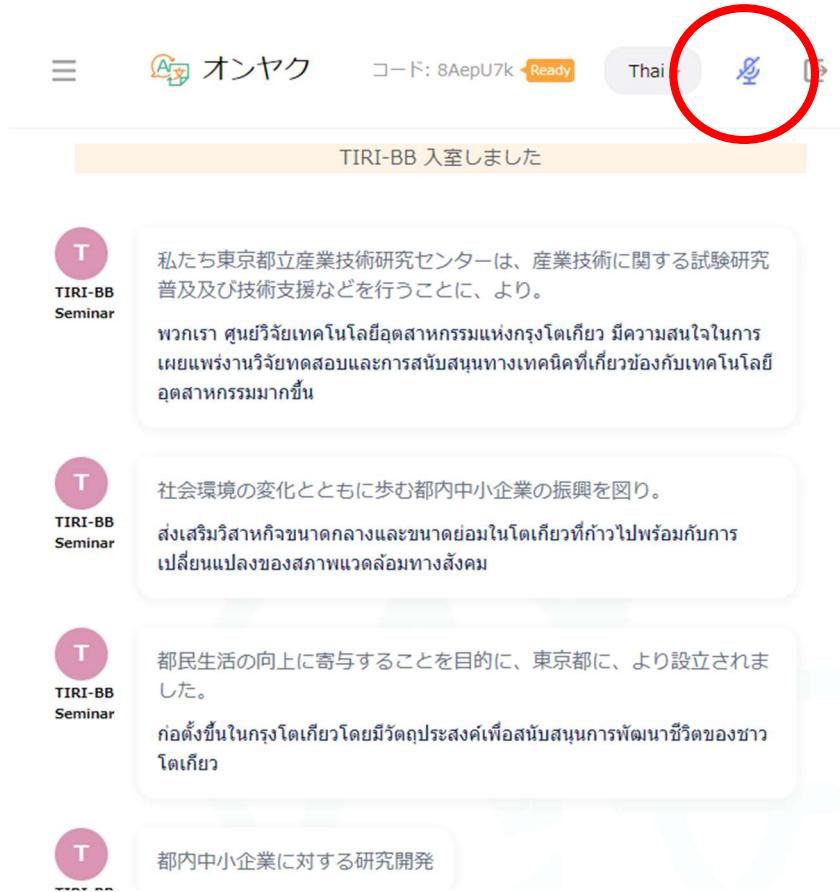 オンヤク
コード: 8AepU7k
Ready
Thai
TIRI-BB 入室しました
T
TIRI-BB
Seminar
私たち東京都立産業技術研究センターは、産業技術に関する試験研究
普及及び技術支援などを行うことに、より。
พวกเรา ศูนย์วิจัยเทคโนโลยีอุตสาหกรรมแห่งกรุงโตเกียว มีความสนใจในการ
เผยแพร่งานวิจัยทดสอบและการสนับสนุนทางเทคนิคที่เกี่ยวข้องกับเทคโนโลยี
อุตสาหกรรมมากขึ้น
T
TIRI-BB
Seminar
社会環境の変化とともに歩む都内中小企業の振興を図り。
ส่งเสริมวิสาหกิจขนาดกลางและขนาดย่อมในโตเกียวที่ก้าวไปพร้อมกับการ
เปลี่ยนแปลงของสภาพแวดล้อมทางสังคม
T
TIRI-BB
Seminar
都民生活の向上に寄与することを目的に、東京都に、より設立されま
した。
ก่อตั้งขึ้นในกรุงโตเกียวโดยมีวัตถุประสงค์เพื่อสนับสนุนการพัฒนาชีวิตของชาว
โตเกียว
T
都内中小企業に対する研究開発